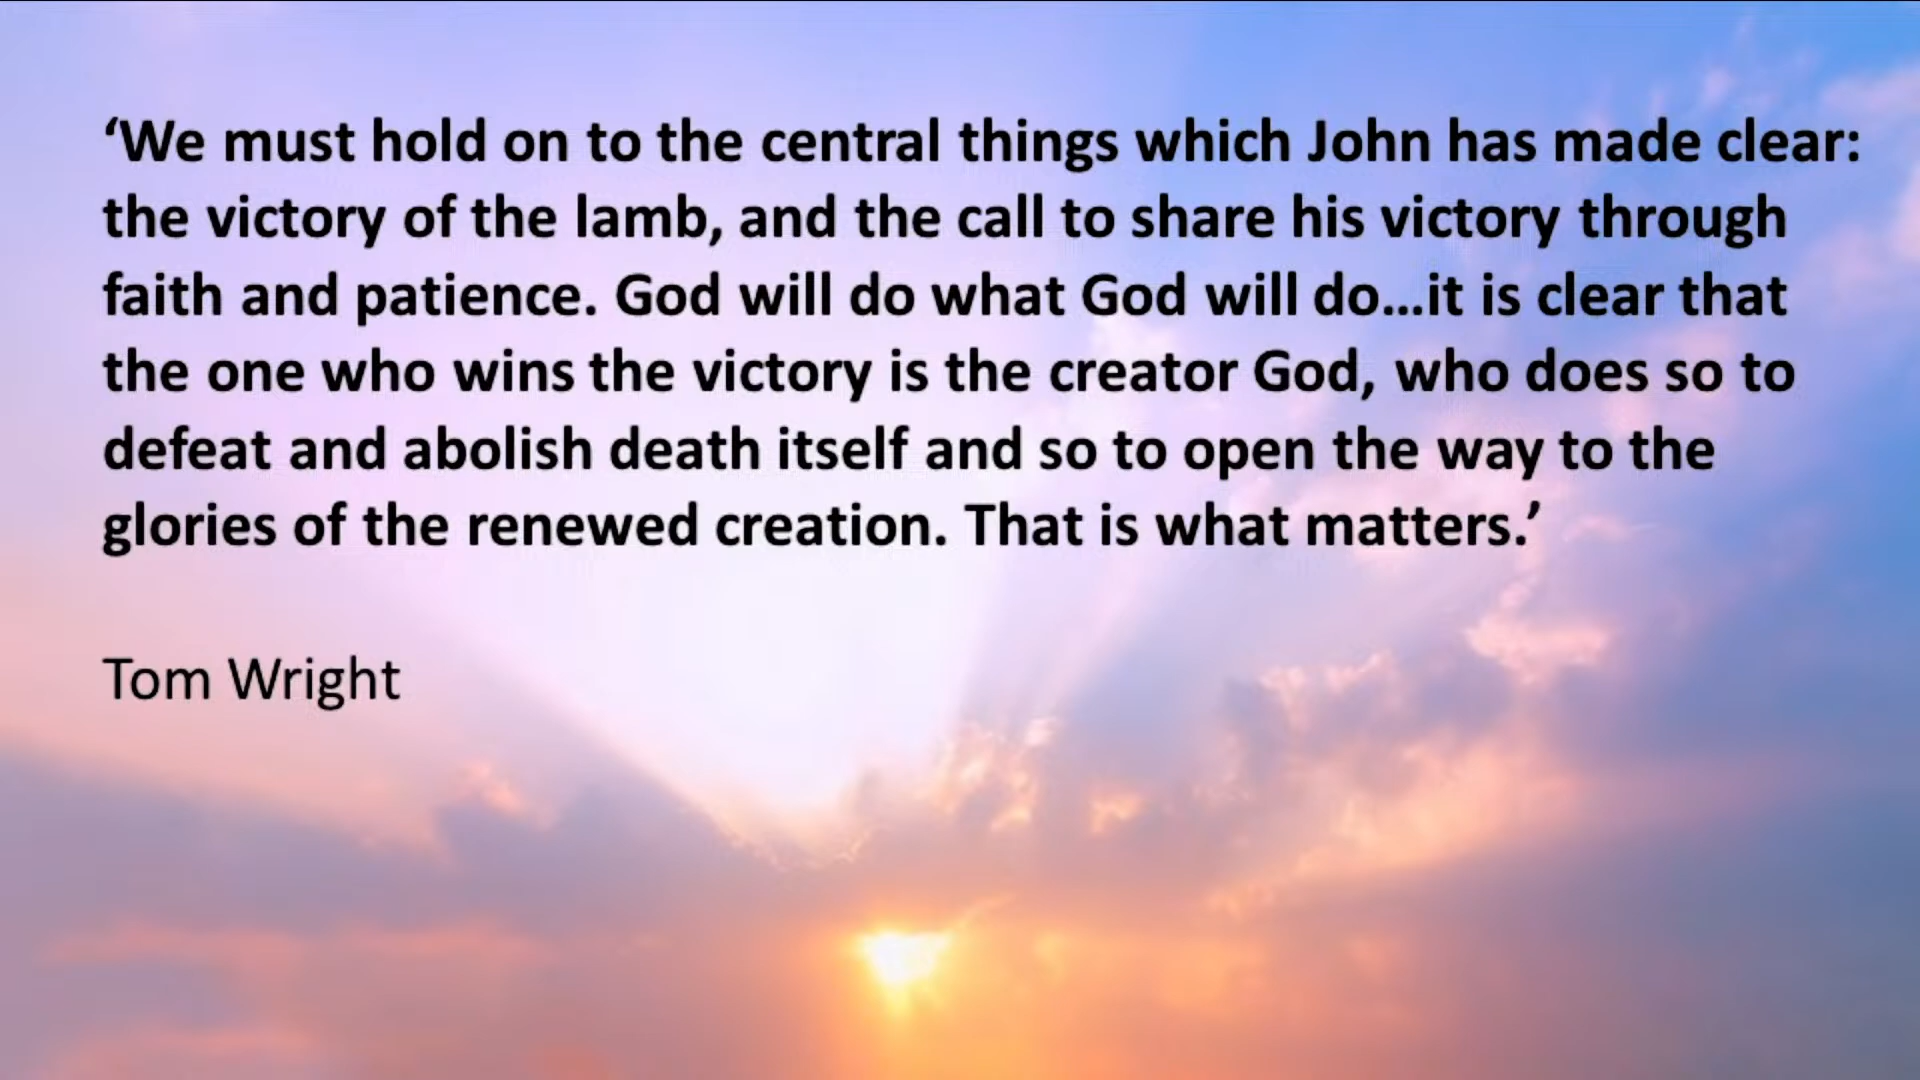 ‘We must hold on to the central things which John has made clear:
the victory of the lamb, and the call to share his victory through
faith and patience. God will do what God will do…it is clear that
the one who wins the victory is the creator God, who does so to
defeat and abolish death itself and so to open the way to the
glories of the renewed creation. That is what matters.’
Tom Wright